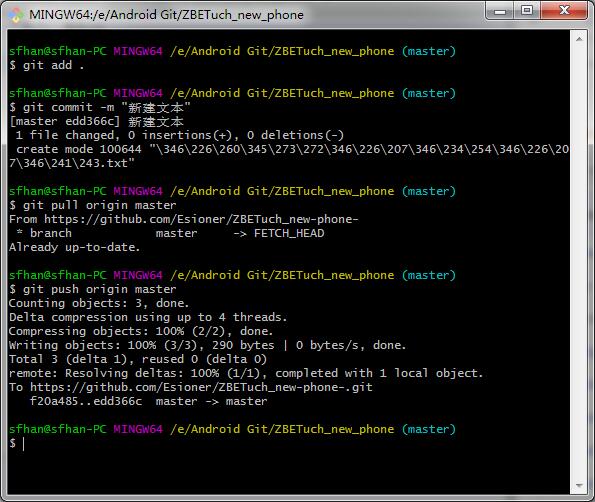 MINGW64:/e/Android Git/ZBETuch_new_phone
sfhan@sfhan-PC MINGW64 /e/Android Git/ZBETuch_new_phone (master)
$ git add .
sfhan@sfhan-PC MINGW64 /e/Android Git/ZBETuch_new_phone (master)
$ git commit -m "新建文本"
[master edd366c] 新建文本
1 file changed, 0 insertions(+), 0 deletions(-)
create mode 100644 "\346\226\260\345\273\272\346\226\207\346\234\254\346\226\20
7\346\241\243.txt"
sfhan@sfhan-PC MINGW64 /e/Android Git/ZBETuch_new_phone (master)
$ git pull origin master
From https://github.com/Esioner/ZBETuch_new-phone-
* branch            master     -> FETCH_HEAD
Already up-to-date.
sfhan@sfhan-PC MINGW64 /e/Android Git/ZBETuch_new_phone (master)
$ git push origin master
Counting objects: 3, done.
Delta compression using up to 4 threads.
Compressing objects: 100% (2/2), done.
Writing objects: 100% (3/3), 290 bytes | 0 bytes/s, done.
Total 3 (delta 1), reused 0 (delta 0)
remote: Resolving deltas: 100% (1/1), completed with 1 local object.
To https://github.com/Esioner/ZBETuch_new-phone-.git
f20a485..edd366c  master -> master
sfhan@sfhan-PC MINGW64 /e/Android Git/ZBETuch_new_phone (master)
$